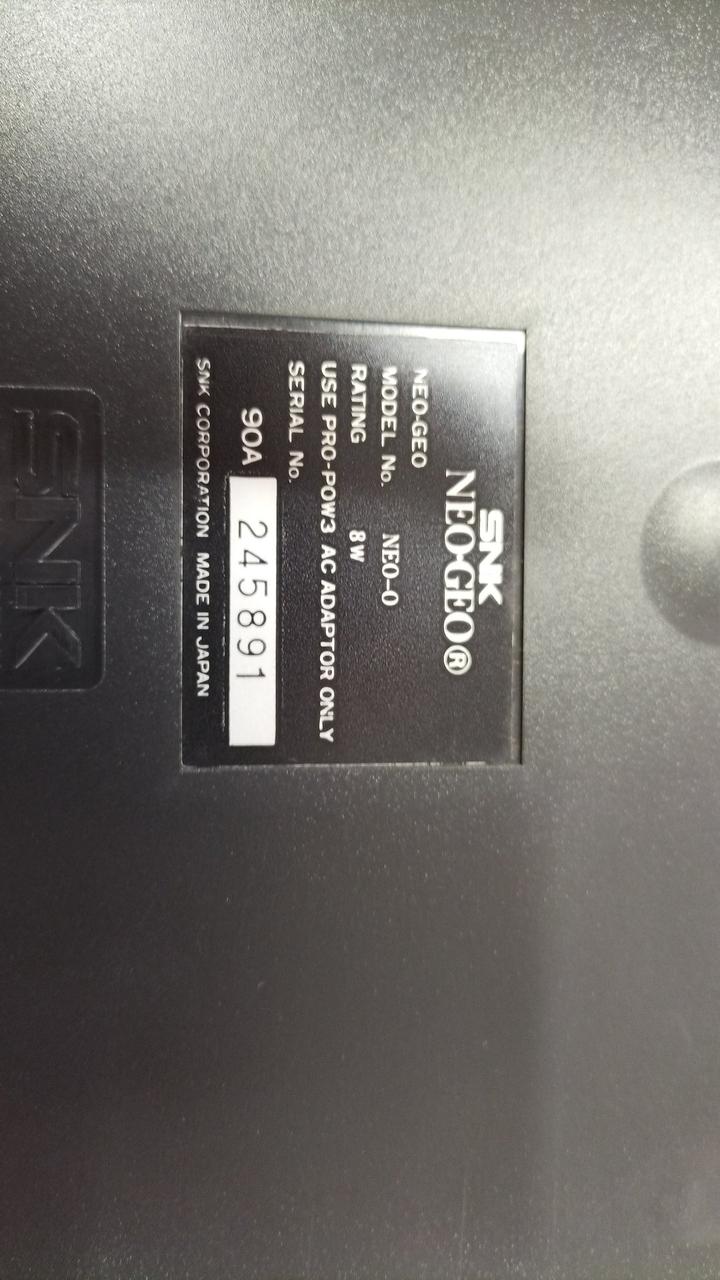 SNK
NEO·GEO®
NEO-GEO
MODEL No. NEO-0
RATING 8W
USE PRO-POW3 AC ADAPTOR ONLY
SERIAL No.
90A 245891
SNK CORPORATION MADE IN JAPAN
SNK